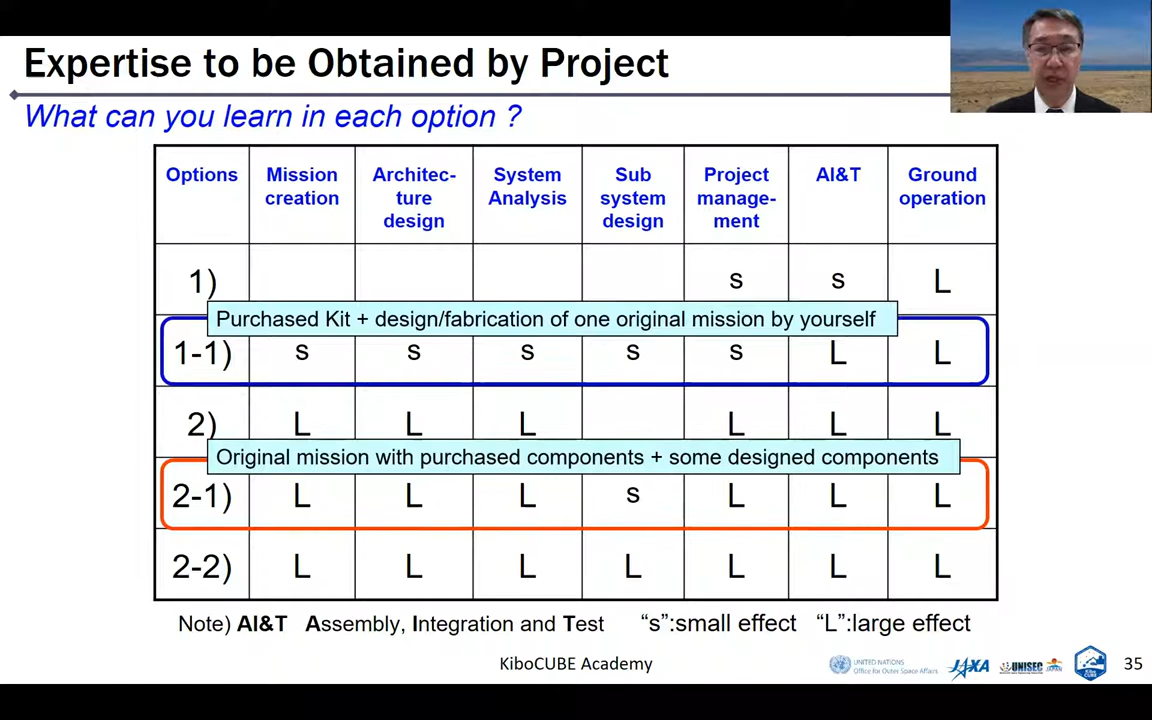 Expertise to be Obtained by Project
What can you learn in each option ?
Options Mission creation Architec-ture design System Analysis Sub system design Project manage-ment AI&T Ground operation
1) s s L
Purchased Kit + design/fabrication of one original mission by yourself
1-1) s s s s s L L
2) L L L L L L
Original mission with purchased components + some designed components
2-1) L L L s L L L
2-2) L L L L L L L
Note) AI&T Assembly, Integration and Test "s":small effect "L":large effect
KiboCUBE Academy
UNITED NATIONS
Office for Outer Space Affairs
JAXA
UNISEC
JAPAN
Kibo
CUBE
35